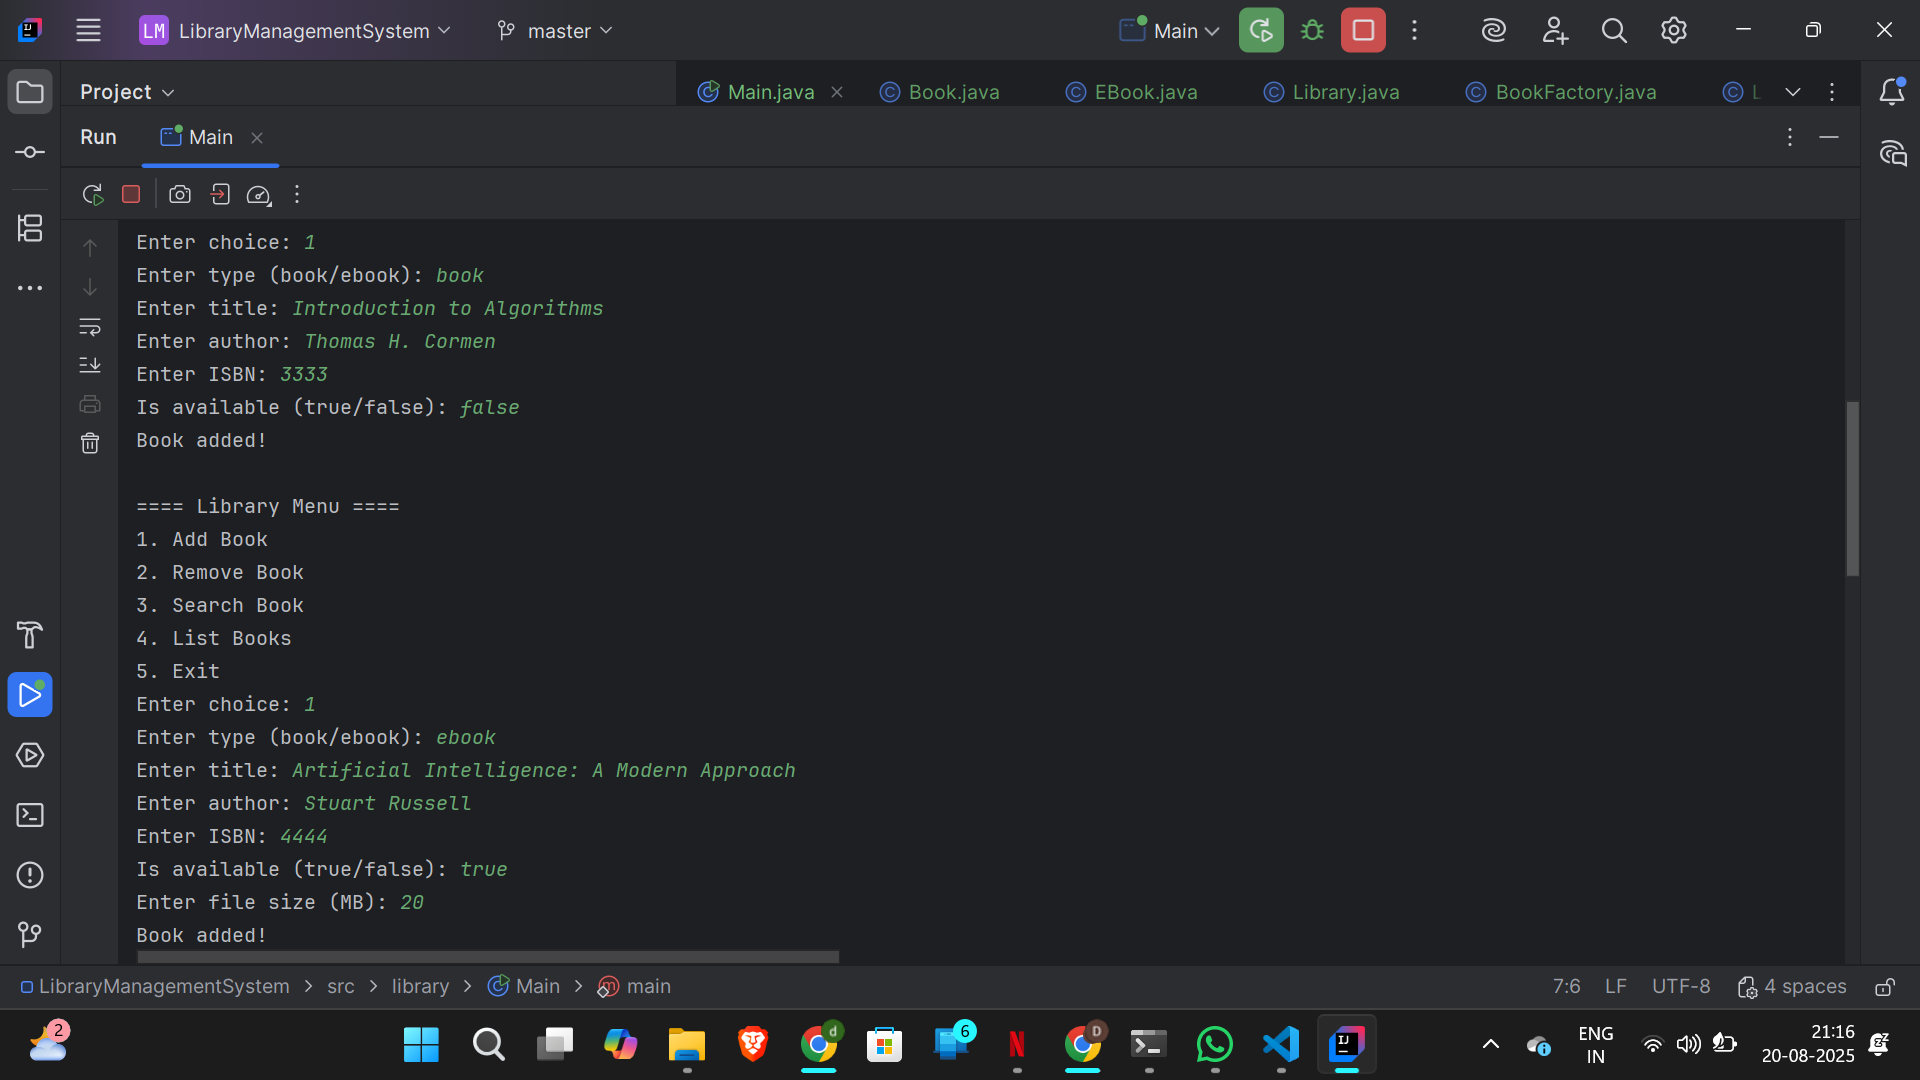 LM LibraryManagementSystem master Main
Project Main.java Book.java EBook.java Library.java BookFactory.java L
Run Main
Enter choice: 1
Enter type (book/ebook): book
Enter title: Introduction to Algorithms
Enter author: Thomas H. Cormen
Enter ISBN: 3333
Is available (true/false): false
Book added!
==== Library Menu ====
1. Add Book
2. Remove Book
3. Search Book
4. List Books
5. Exit
Enter choice: 1
Enter type (book/ebook): ebook
Enter title: Artificial Intelligence: A Modern Approach
Enter author: Stuart Russell
Enter ISBN: 4444
Is available (true/false): true
Enter file size (MB): 20
Book added!
LibraryManagementSystem > src > library > Main > main 7:6 LF UTF-8 4 spaces
2 d 6 D ENG 21:16
IN 20-08-2025